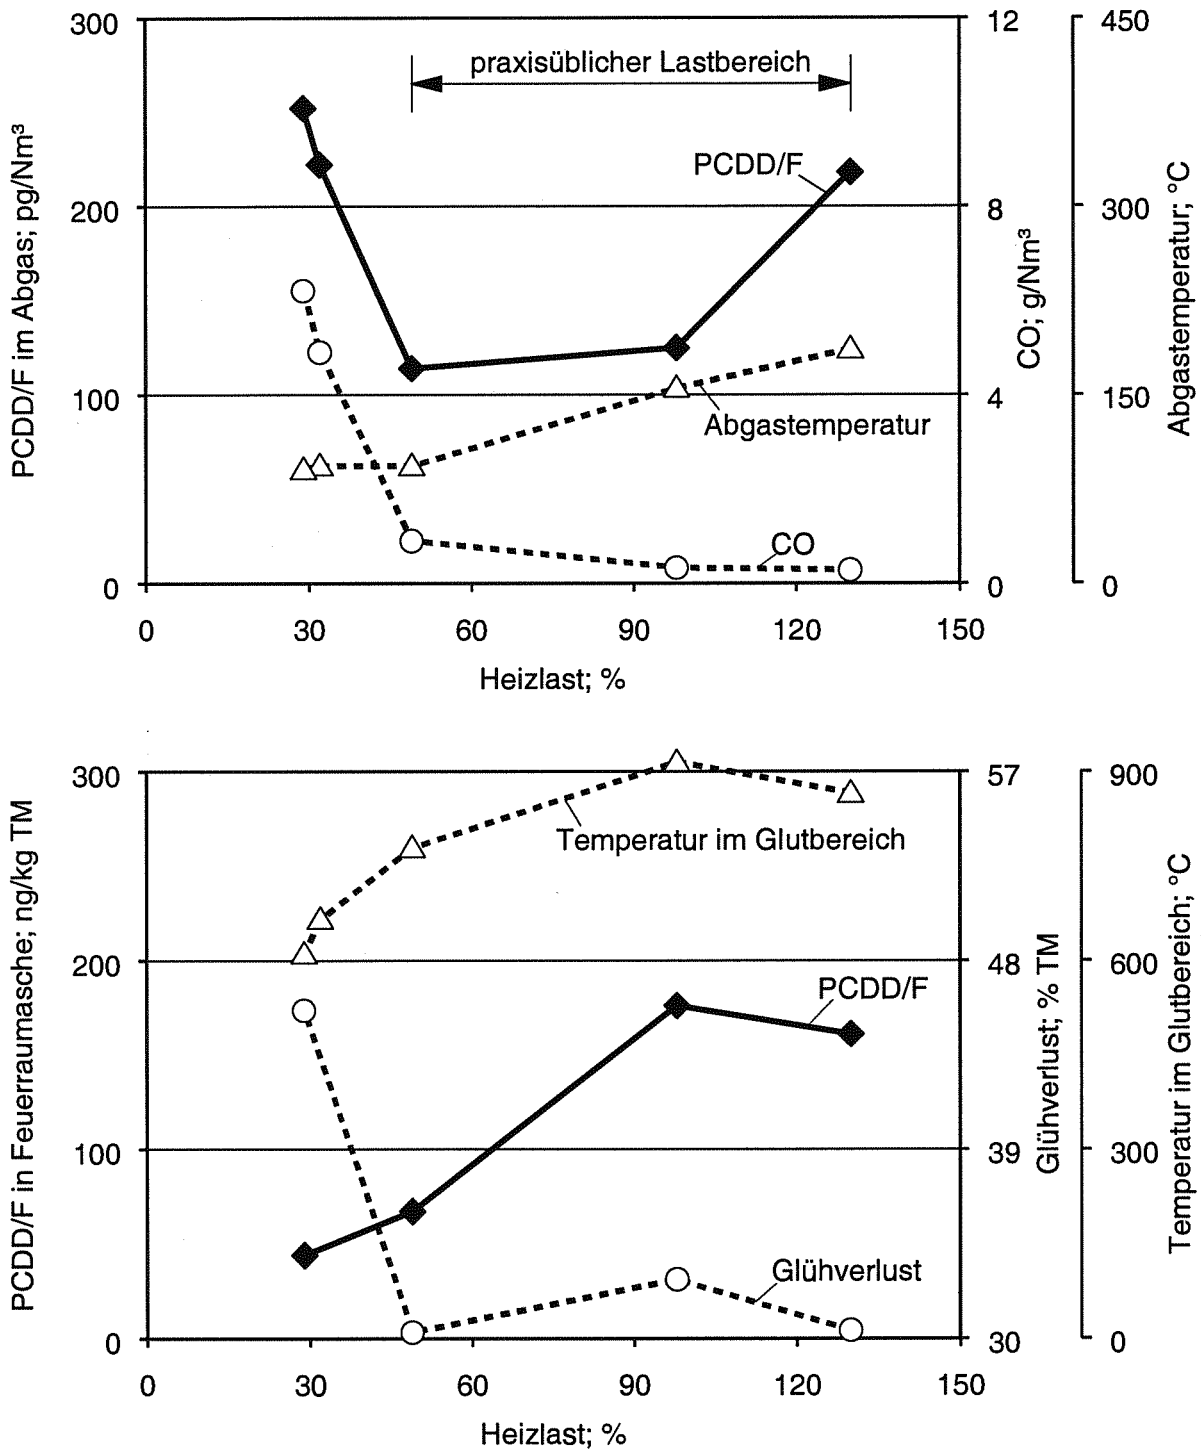 300
12
450
praxisüblicher Lastbereich
PCDD/F
200
8
300
100
4
150
Abgastemperatur
CO
0
0
0
0
30
60
90
120
150
Heizlast; %
PCDD/F im Abgas; pg/Nm³
CO; g/Nm³
Abgastemperatur; °C
300
57
900
Temperatur im Glutbereich
200
48
600
PCDD/F
100
39
300
Glühverlust
0
30
0
0
30
60
90
120
150
Heizlast; %
PCDD/F in Feuerraumasche; ng/kg TM
Glühverlust; % TM
Temperatur im Glutbereich; °C